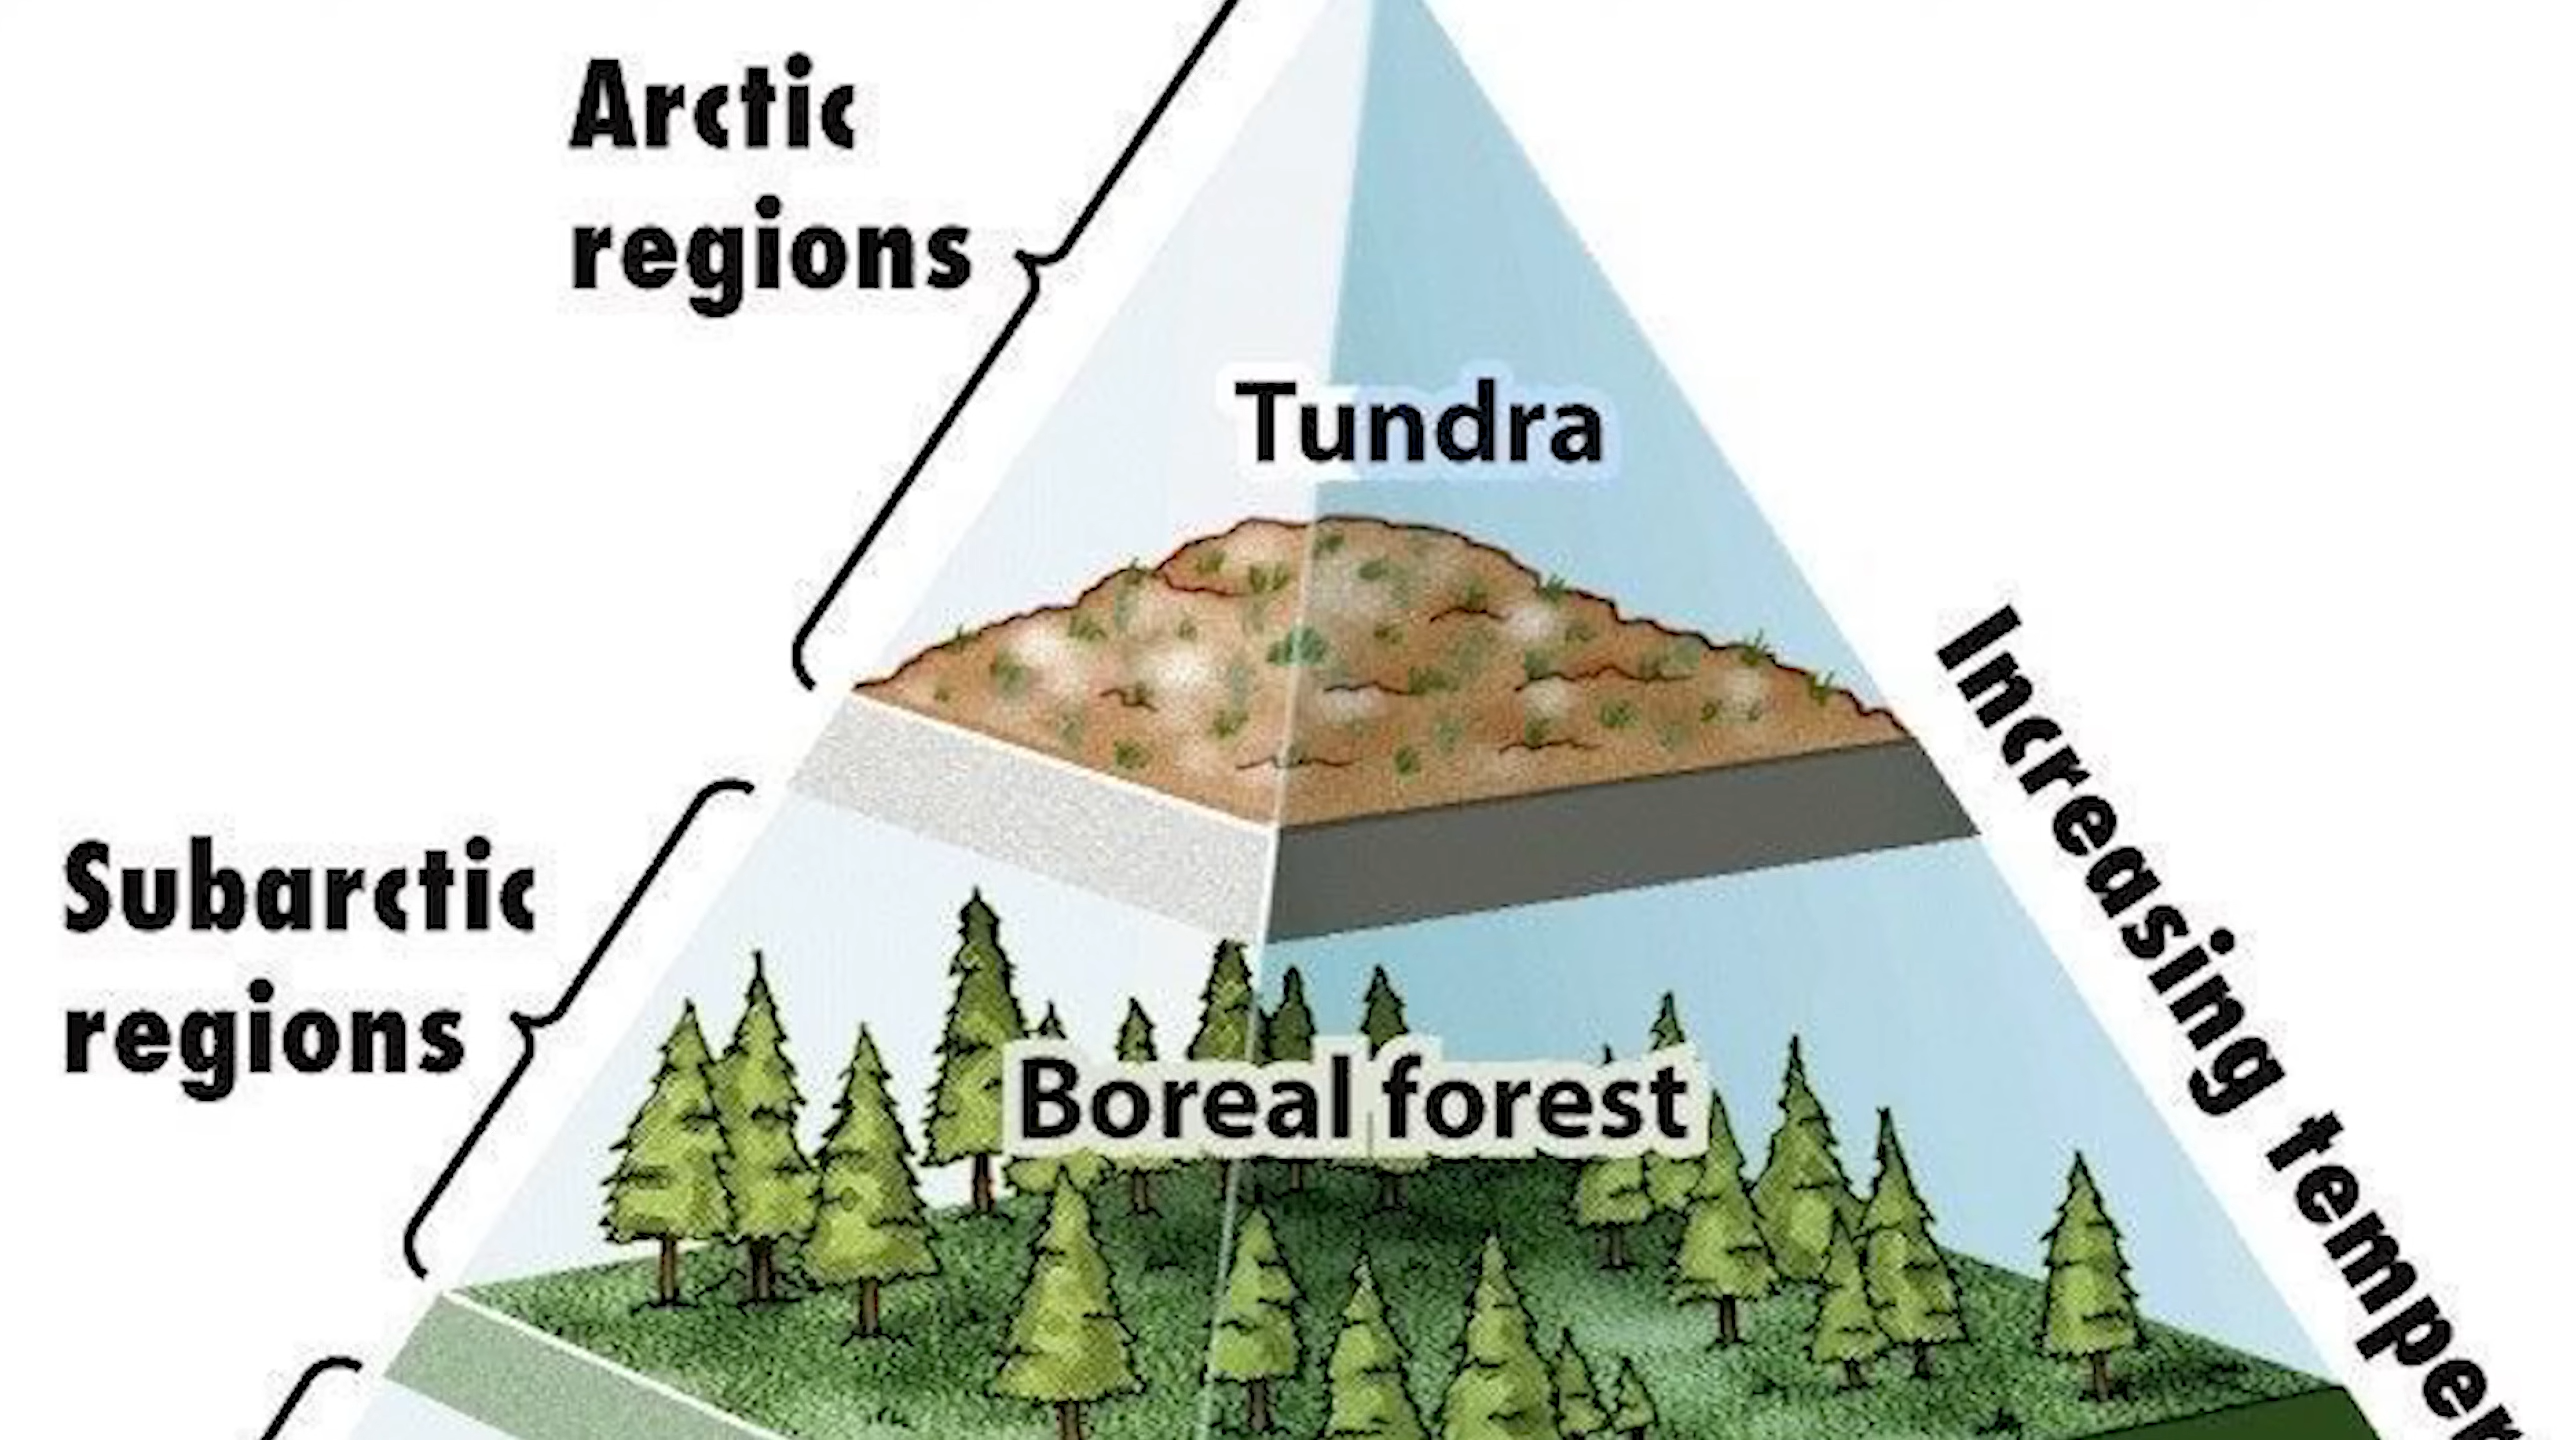 Arctic
regions
Tundra
Subarctic
regions
Boreal forest
Increasing